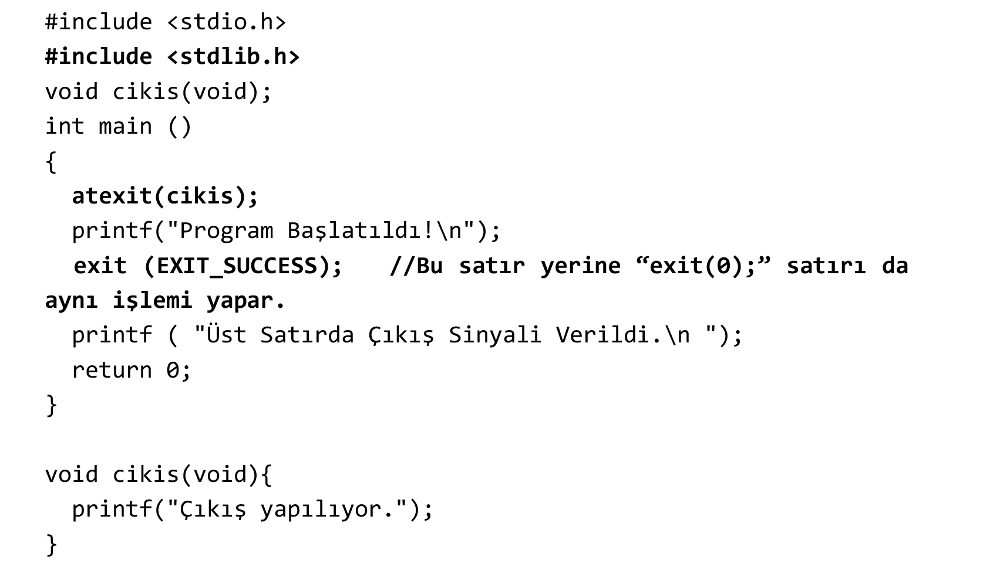 #include <stdio.h>
#include <stdlib.h>
void cikis(void);
int main ()
{
  atexit(cikis);
  printf("Program Başlatıldı!\n");
  exit (EXIT_SUCCESS);   //Bu satır yerine “exit(0);” satırı da
aynı işlemi yapar.
  printf ( "Üst Satırda Çıkış Sinyali Verildi.\n ");
  return 0;
}

void cikis(void){
  printf("Çıkış yapılıyor.");
}